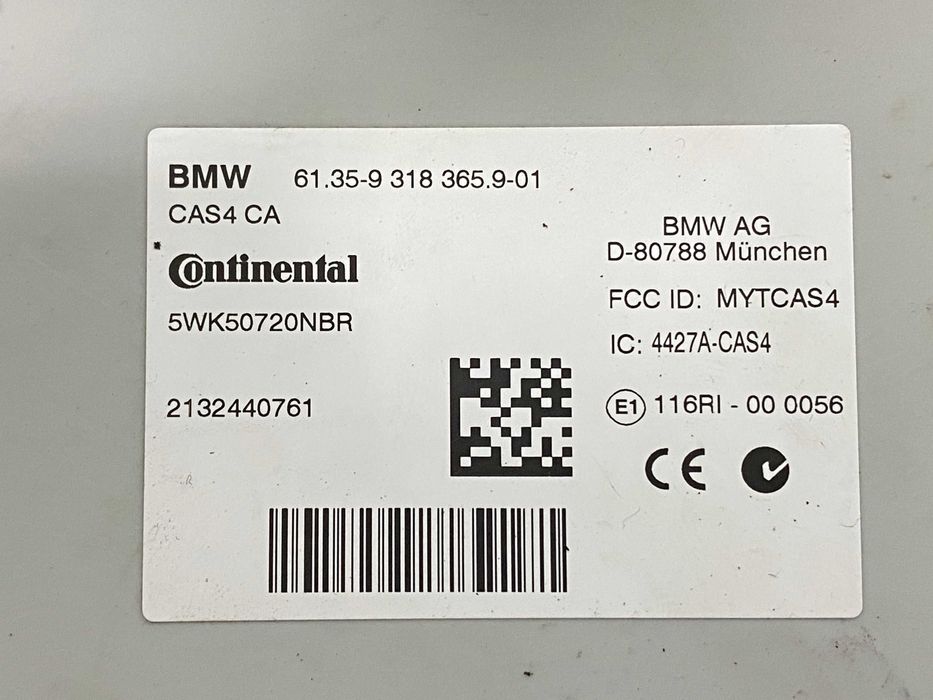 BMW 61.35-9 318 365.9-01
CAS4 CA
Continental
5WK50720NBR
2132440761
BMW AG
D-80788 München
FCC ID: MYTCAS4
IC: 4427A-CAS4
E1 116RI - 00 0056
CE